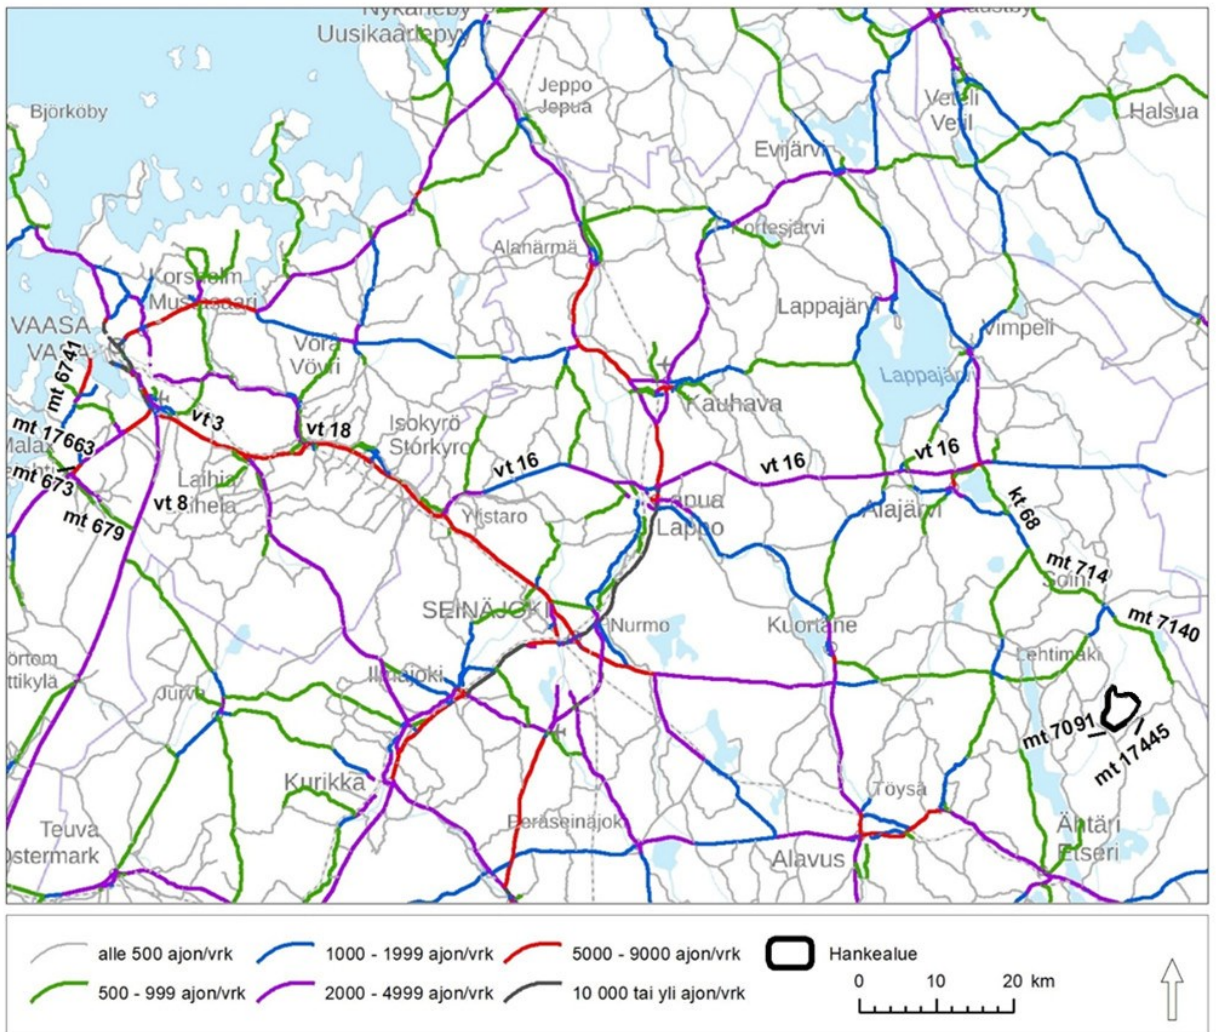 Nykarleby
Uusikaarlepyy
Jeppo
Jepua
Björköby
Veteli
Vetil
Halsua
Evijärvi
Kortesjärvi
Alahärmä
Korsholm
Mustasaari
Lappajärvi
Vimpeli
VAASA
VASA
Vörå
Vöyri
mt 6741
Lappajärvi
Kauhava
vt 3
vt 18
Isokyrö
Storkyro
mt 17663
vt 16
vt 16
vt 16
mt 673
Laihia
Laihela
vt 8
Lapua
Lappo
Alajärvi
kt 68
mt 679
Ylistaro
mt 714
Soini
SEINÄJOKI
Nurmo
Kuortane
mt 7140
Lehtimäki
Ilmajoki
Jurva
mt 7091
mt 17445
Kurikka
Töysä
Teuva
Östermark
Peräseinäjoki
Alavus
Ähtäri
Etseri
alle 500 ajon/vrk
1000 - 1999 ajon/vrk
5000 - 9000 ajon/vrk
Hankealue
500 - 999 ajon/vrk
2000 - 4999 ajon/vrk
10 000 tai yli ajon/vrk
0 10 20 km